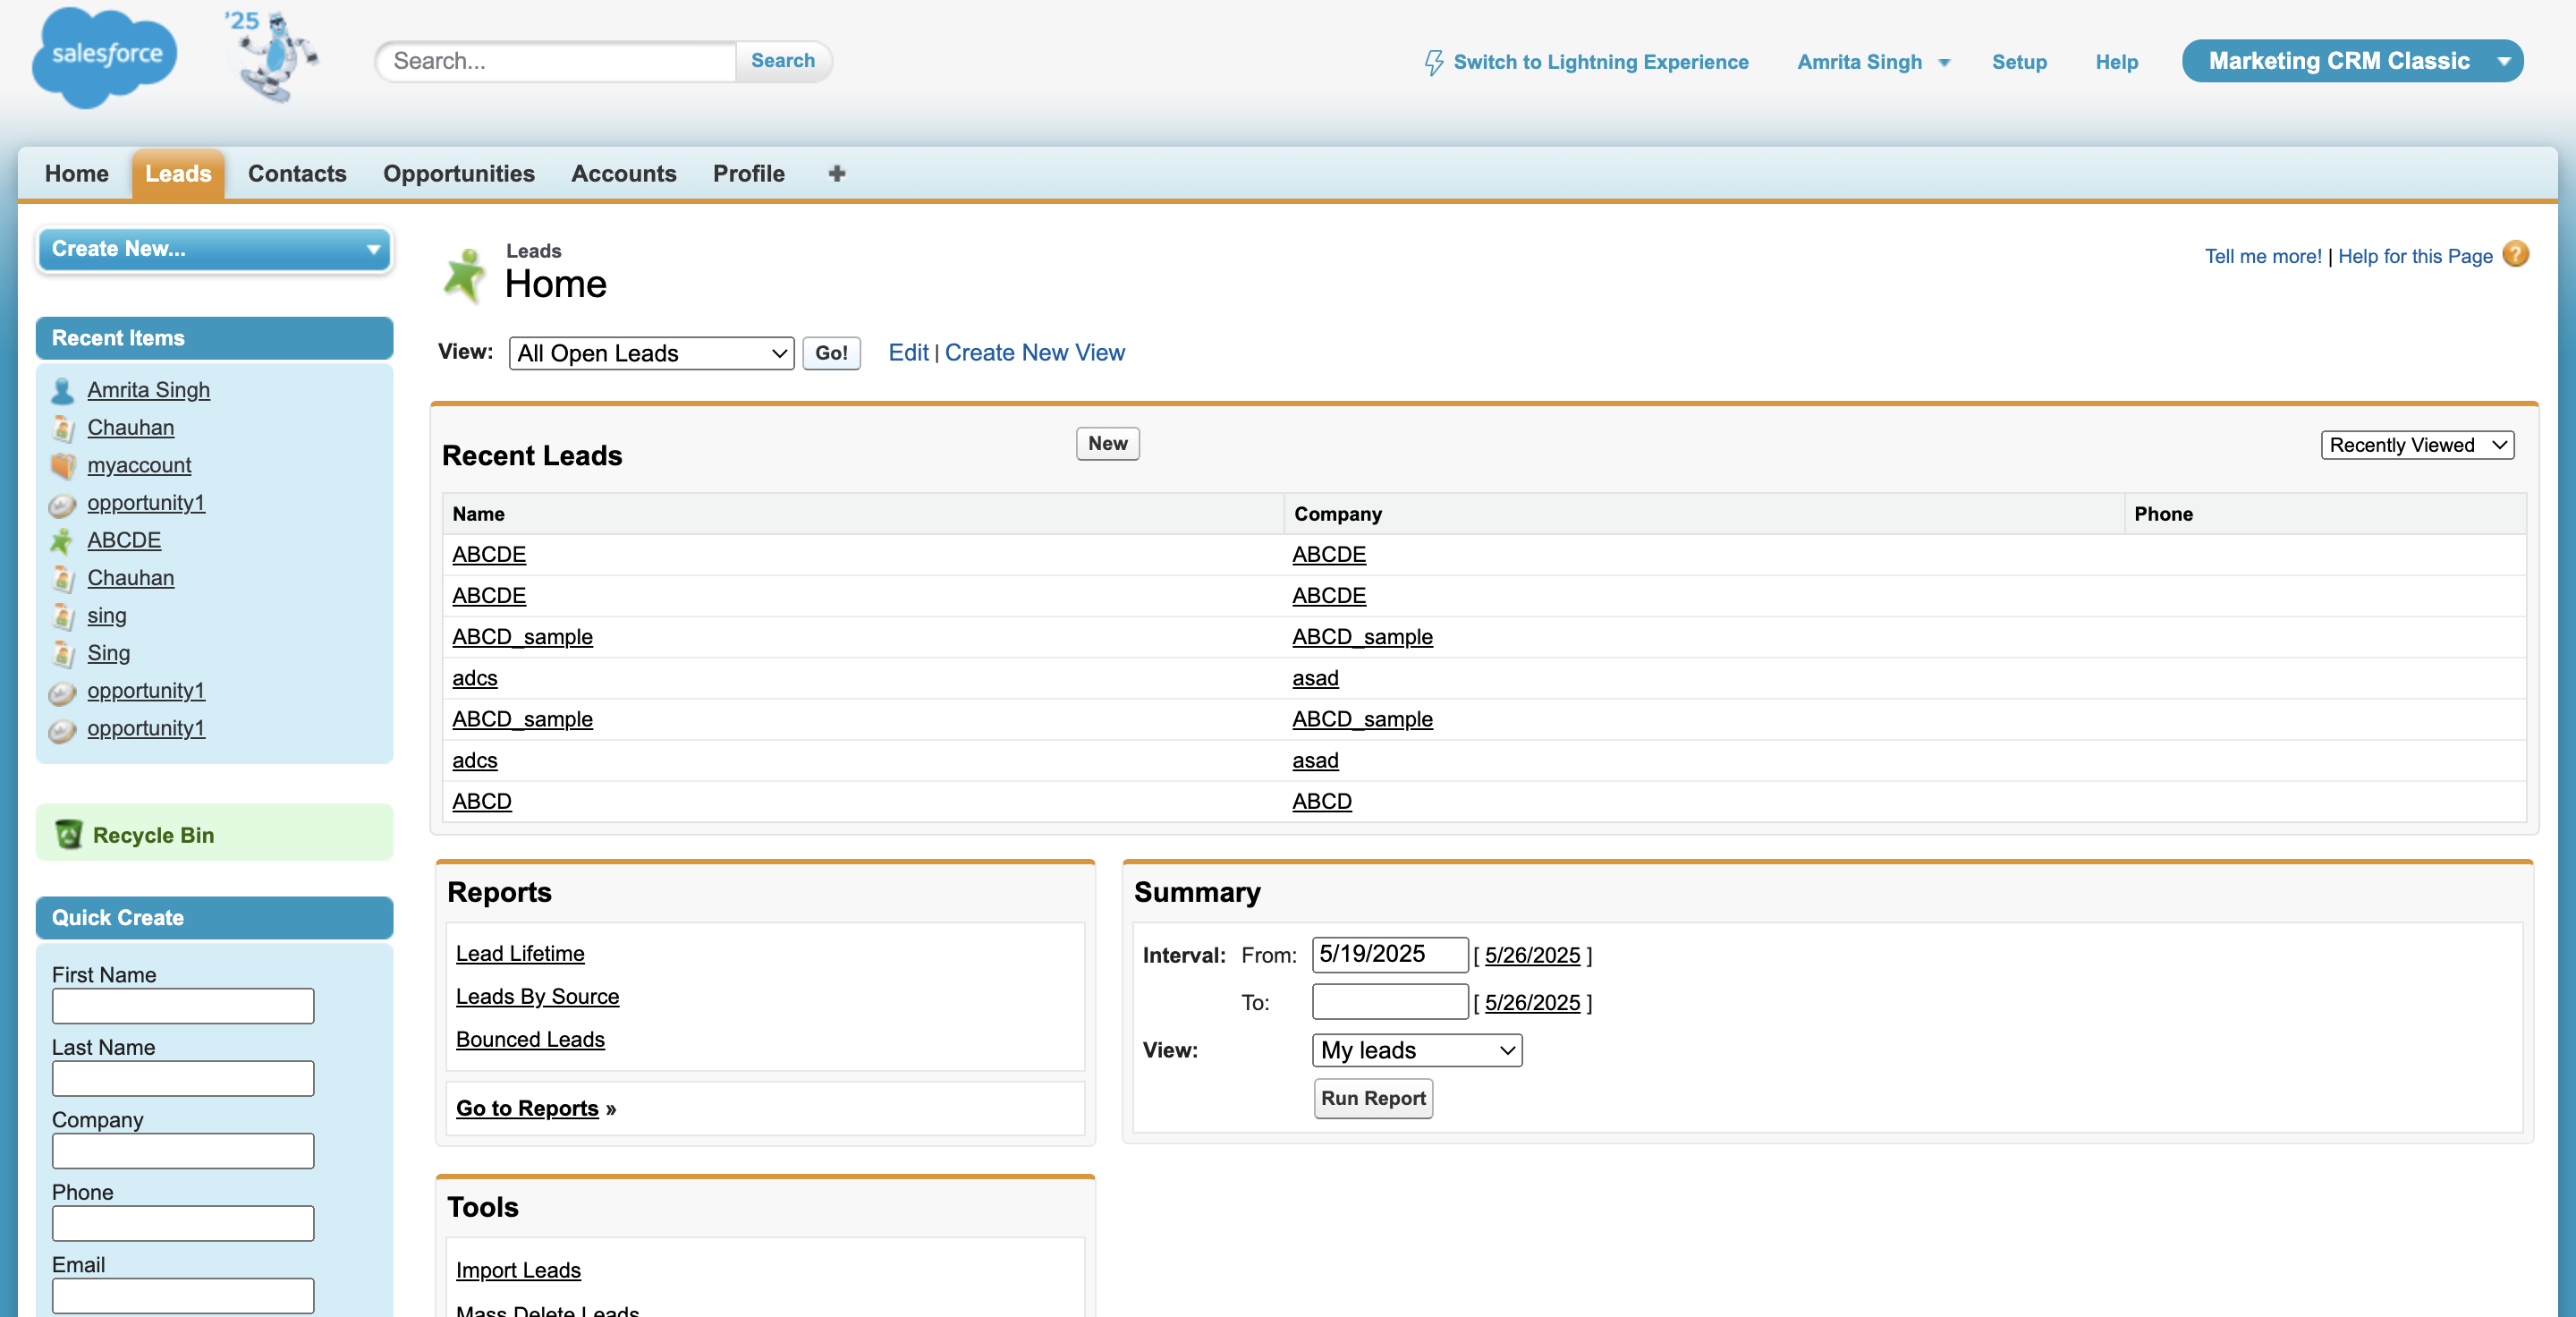 salesforce
'25
Search...
Search
Switch to Lightning Experience
Amrita Singh
Setup
Help
Marketing CRM Classic
Home
Leads
Contacts
Opportunities
Accounts
Profile
Create New...
Recent Items
Amrita Singh
Chauhan
myaccount
opportunity1
ABCDE
Chauhan
sing
Sing
opportunity1
opportunity1
Recycle Bin
Quick Create
First Name
Last Name
Company
Phone
Email
Leads
Home
Tell me more! | Help for this Page
View: All Open Leads Go! Edit | Create New View
Recent Leads New Recently Viewed
Name Company Phone
ABCDE ABCDE
ABCDE ABCDE
ABCD_sample ABCD_sample
adcs asad
ABCD_sample ABCD_sample
adcs asad
ABCD ABCD
Reports
Lead Lifetime
Leads By Source
Bounced Leads
Go to Reports »
Summary
Interval: From: 5/19/2025 [ 5/26/2025 ]
To: [ 5/26/2025 ]
View: My leads
Run Report
Tools
Import Leads
Mass Delete Leads